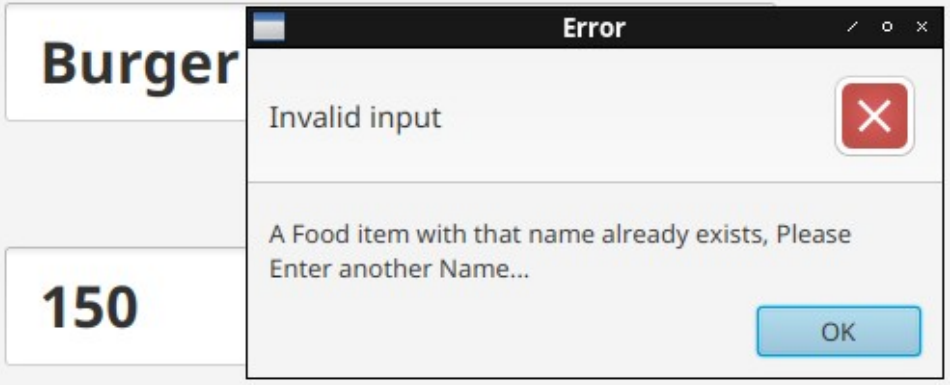 Burger
Error
Invalid input
A Food item with that name already exists, Please
Enter another Name...
150
OK